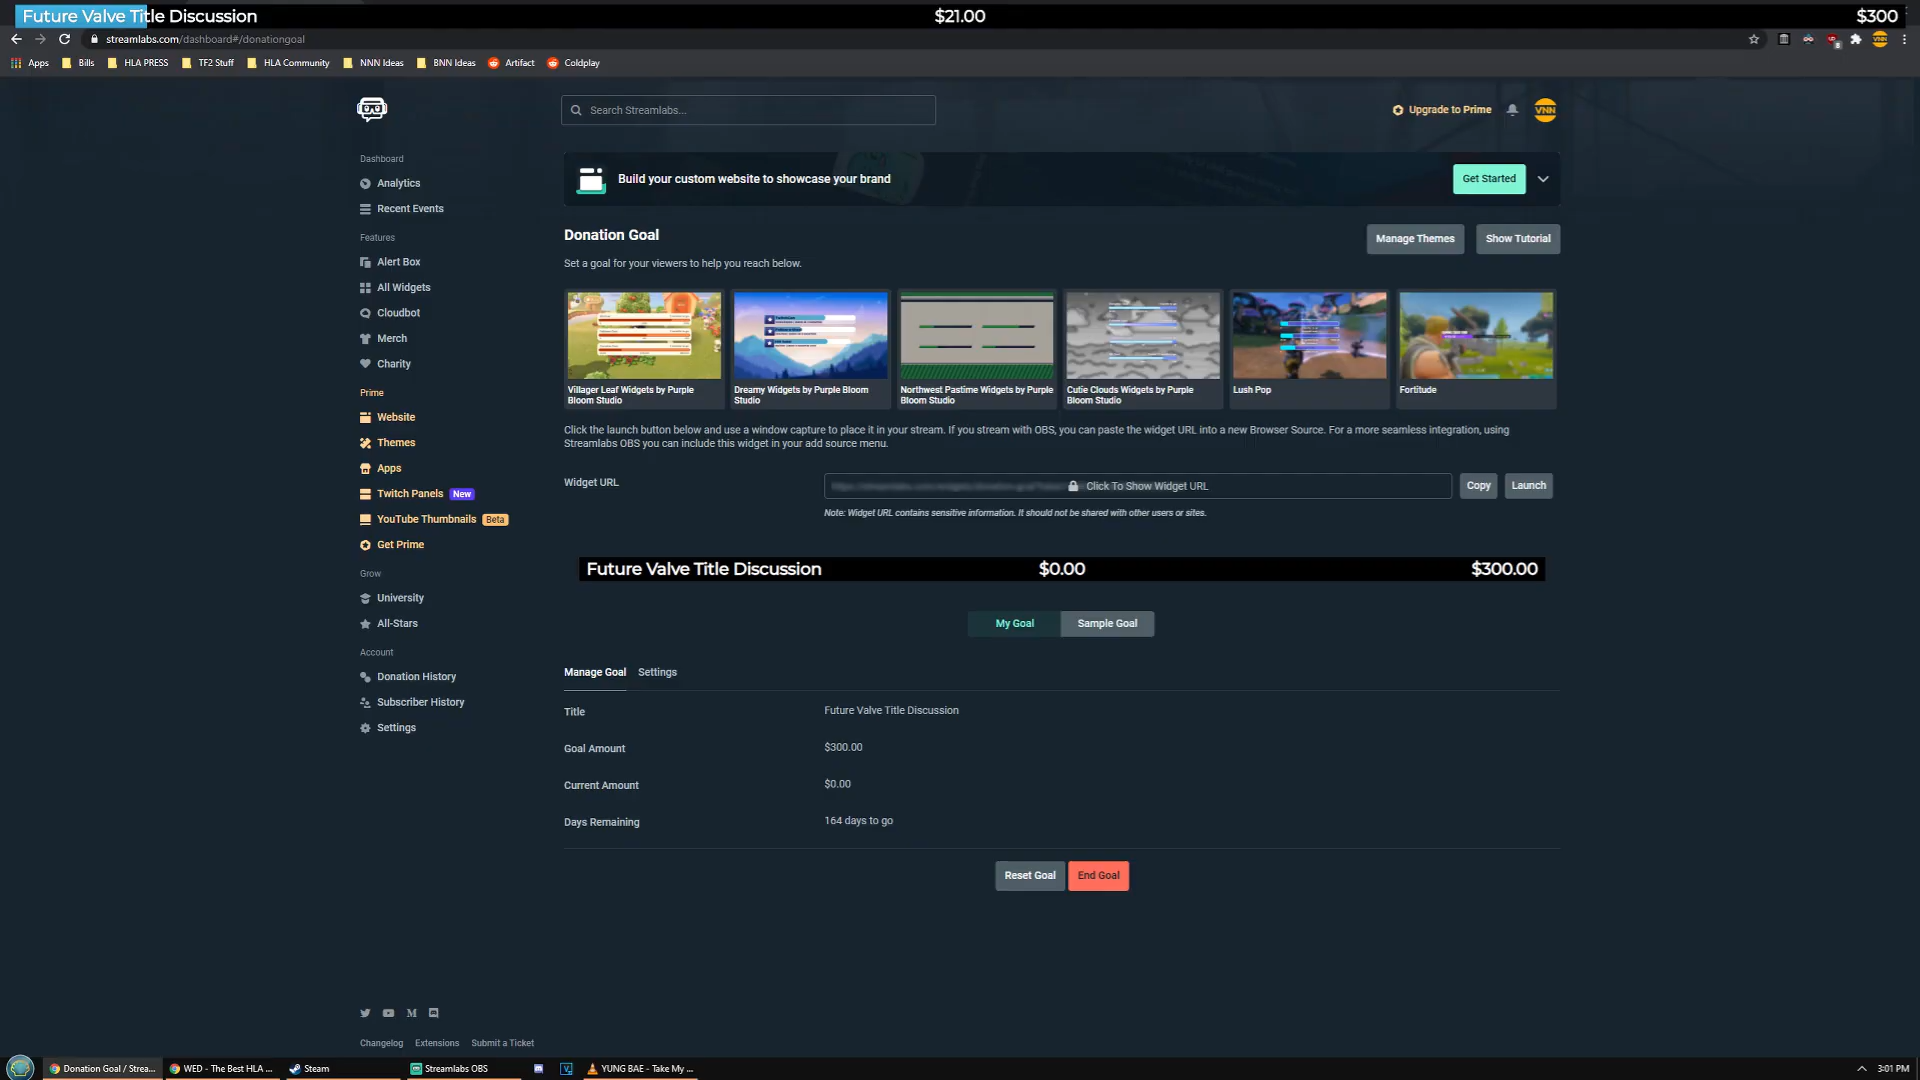 Future Valve Title Discussion $21.00 $300
streamlabs.com/dashboard#/donationgoal
Apps Bills HLA PRESS TF2 Stuff HLA Community NNN Ideas BNN Ideas Artifact Coldplay
Search Streamlabs...
Upgrade to Prime
VNN
Dashboard
Analytics
Recent Events
Features
Alert Box
All Widgets
Cloudbot
Merch
Charity
Prime
Website
Themes
Apps
Twitch Panels New
YouTube Thumbnails Beta
Get Prime
Grow
University
All-Stars
Account
Donation History
Subscriber History
Settings
Build your custom website to showcase your brand
Get Started
Donation Goal
Manage Themes Show Tutorial
Set a goal for your viewers to help you reach below.
Villager Leaf Widgets by Purple
Bloom Studio
Dreamy Widgets by Purple Bloom
Studio
Northwest Pastime Widgets by Purple
Bloom Studio
Cutie Clouds Widgets by Purple
Bloom Studio
Lush Pop
Fortitude
Click the launch button below and use a window capture to place it in your stream. If you stream with OBS, you can paste the widget URL into a new Browser Source. For a more seamless integration, using
Streamlabs OBS you can include this widget in your add source menu.
Widget URL
Click To Show Widget URL
Copy Launch
Note: Widget URL contains sensitive information. It should not be shared with other users or sites.
Future Valve Title Discussion $0.00 $300.00
My Goal Sample Goal
Manage Goal Settings
Title Future Valve Title Discussion
Goal Amount $300.00
Current Amount $0.00
Days Remaining 164 days to go
Reset Goal End Goal
Changelog Extensions Submit a Ticket
Donation Goal / Strea... WED - The Best HLA ... Steam Streamlabs OBS YUNG BAE - Take My ... 3:01 PM